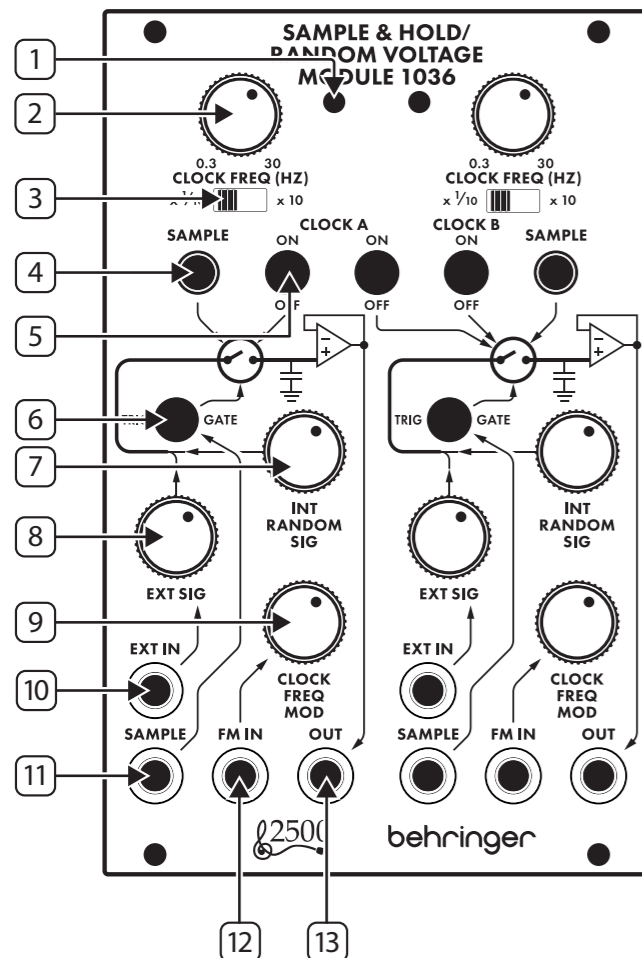 SAMPLE & HOLD/
RANDOM VOLTAGE
MODULE 1036
1
2
0.3 30 0.3 30
CLOCK FREQ (HZ) CLOCK FREQ (HZ)
3
x 1/10 x 10 x 1/10 x 10
CLOCK A CLOCK B
SAMPLE ON ON ON SAMPLE
4
OFF OFF OFF
5
6
GATE TRIG GATE
7
INT INT
RANDOM RANDOM
SIG SIG
8
EXT SIG EXT SIG
9
EXT IN EXT IN
10
CLOCK CLOCK
FREQ FREQ
MOD MOD
SAMPLE FM IN OUT SAMPLE FM IN OUT
11
2500 behringer
12 13